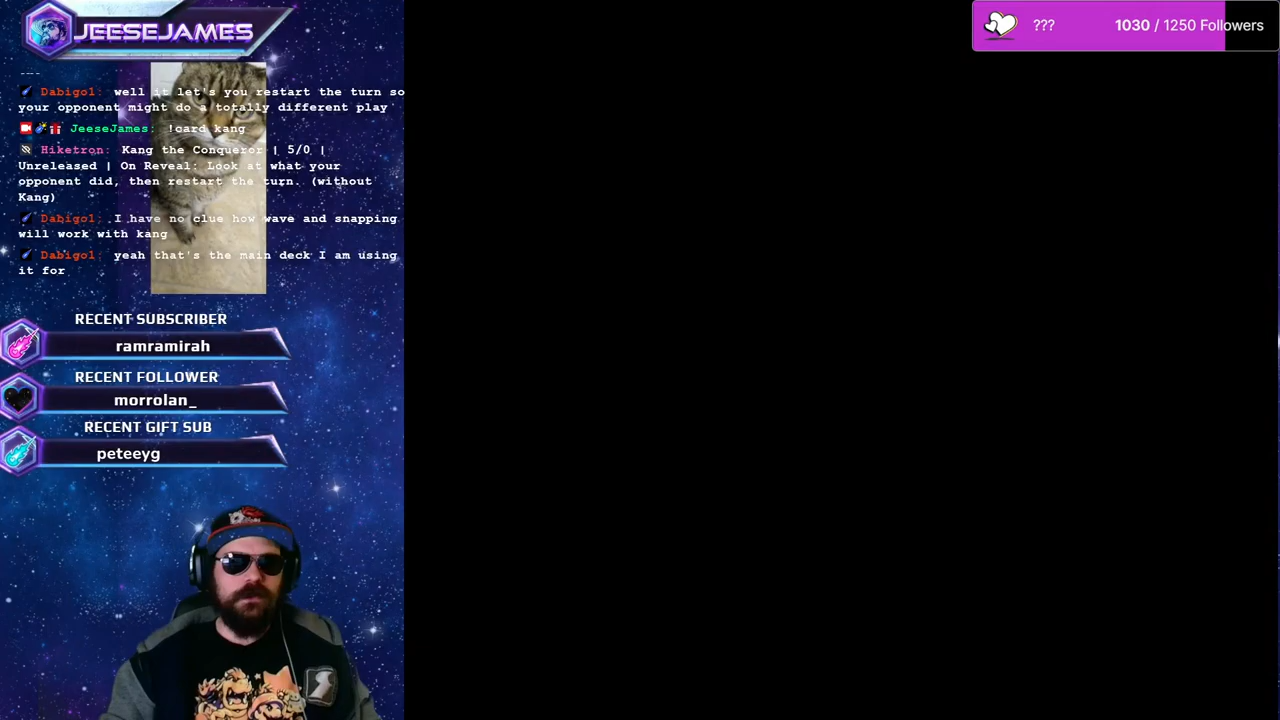 JEESEJAMES
??? 1030 / 1250 Followers
Dabigo1: well it let's you restart the turn so
your opponent might do a totally different play
JeeseJames: !card kang
Hiketron: Kang the Conqueror | 5/0 |
Unreleased | On Reveal: Look at what your
opponent did, then restart the turn. (without
Kang)
Dabigo1: I have no clue how wave and snapping
will work with kang
Dabigo1: yeah that's the main deck I am using
it for
RECENT SUBSCRIBER
ramramirah
RECENT FOLLOWER
morrolan_
RECENT GIFT SUB
peteeyg